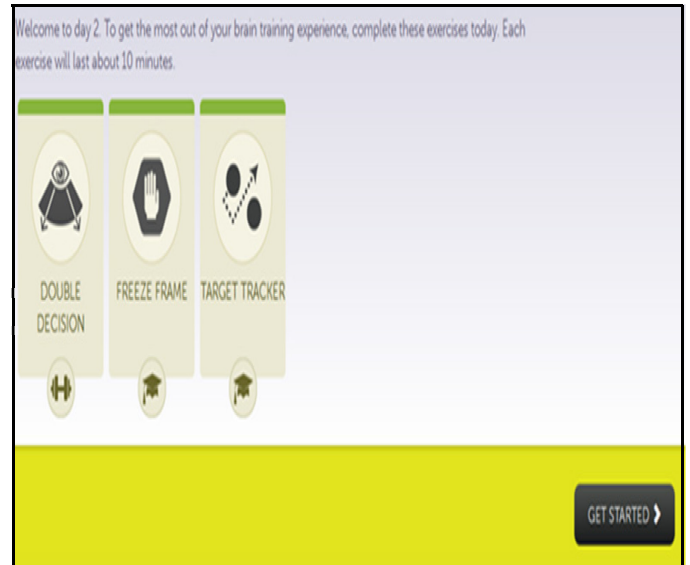 Welcome to day 2. To get the most out of your brain training experience, complete these exercises today. Each
exercise will last about 10 minutes.
DOUBLE
DECISION
FREEZE FRAME
TARGET TRACKER
GET STARTED